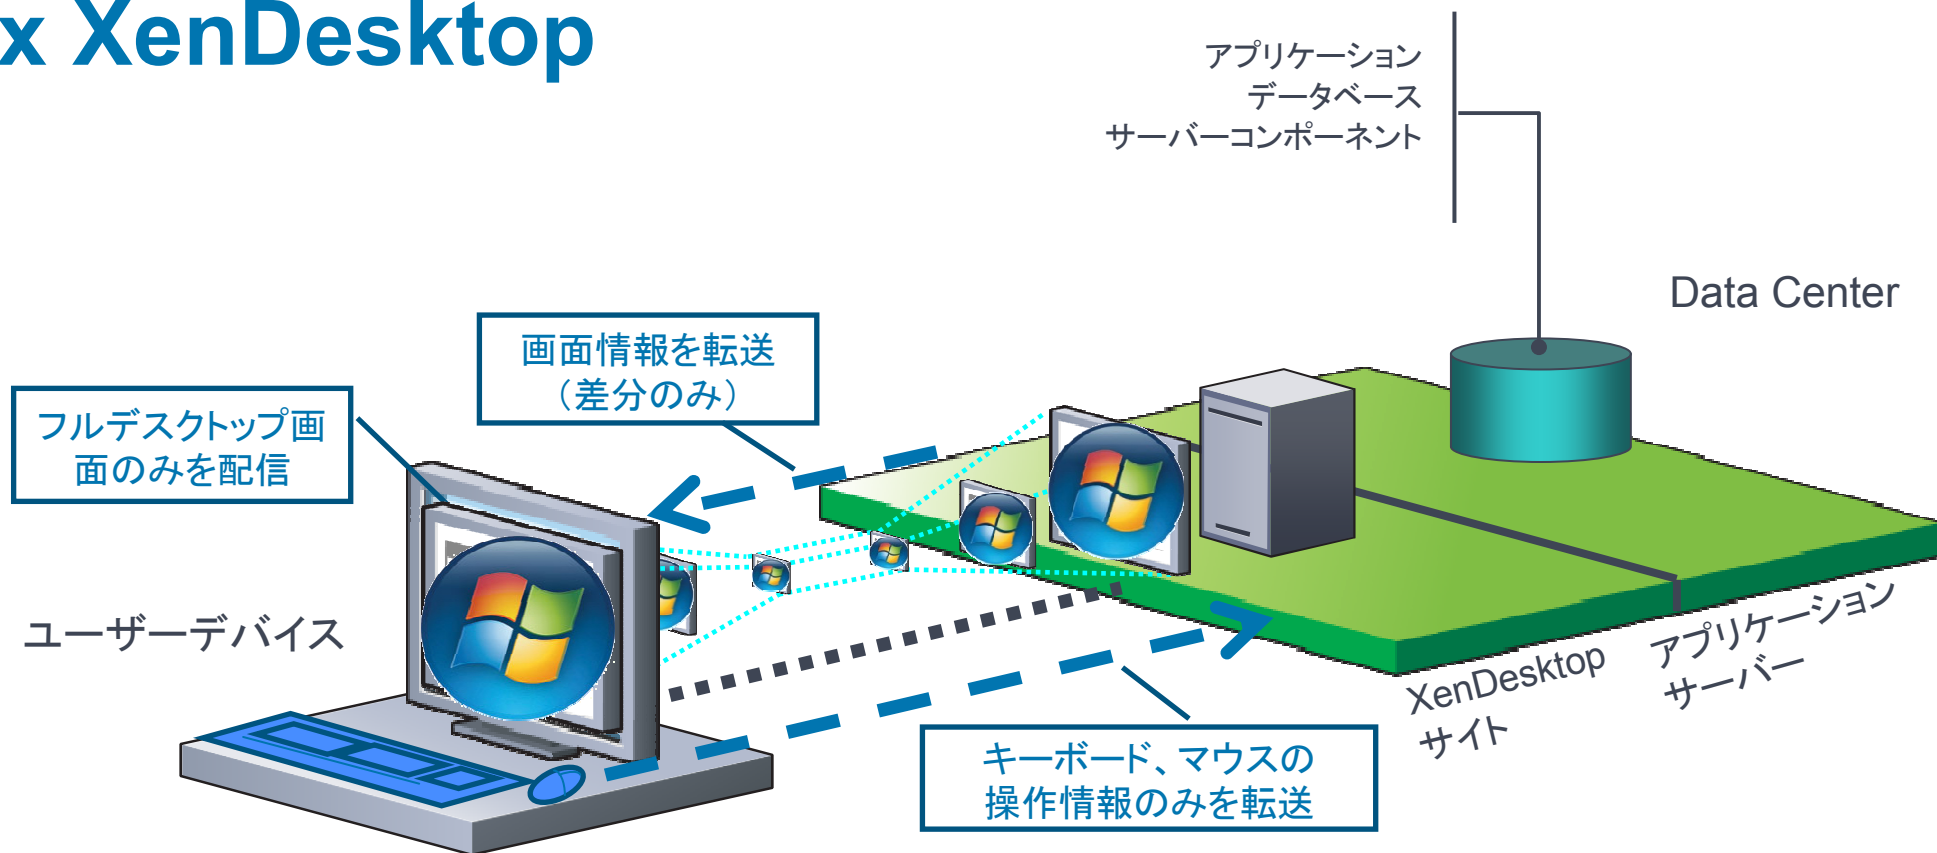 x XenDesktop
アプリケーション
データベース
サーバーコンポーネント
Data Center
画面情報を転送
（差分のみ）
フルデスクトップ画
面のみを配信
ユーザーデバイス
アプリケーション
サーバー
XenDesktop
サイト
キーボード、マウスの
操作情報のみを転送